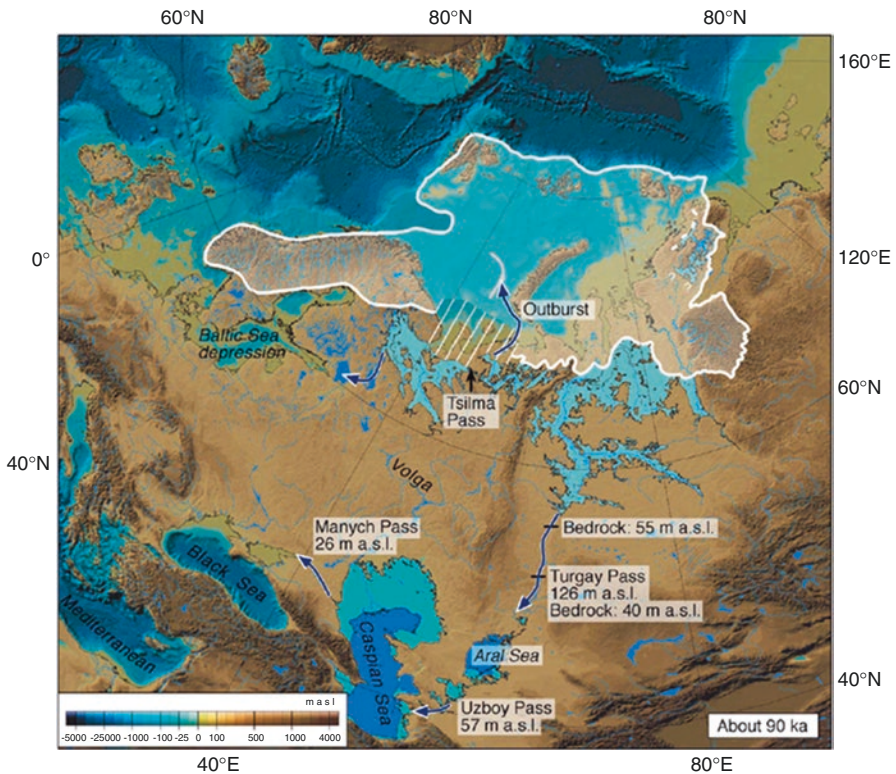 60°N
80°N
80°N
160°E
0°
120°E
Outburst
Baltic Sea
depression
Tsilma
Pass
60°E
40°N
Volga
Manych Pass
26 m a.s.l.
Bedrock: 55 m a.s.l.
Black Sea
Turgay Pass
126 m a.s.l.
Bedrock: 40 m a.s.l.
Mediterranean
Caspian Sea
Aral Sea
40°N
Uzboy Pass
57 m a.s.l.
m a s l
-5000 -25000 -1000 -100 -25 0 100 500 1000 4000
About 90 ka
40°E
80°E